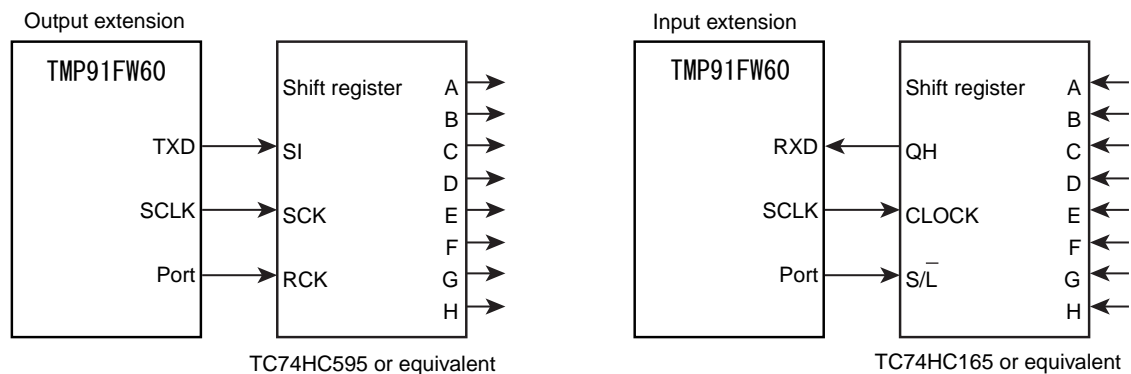 Output extension
TMP91FW60
TXD
SCLK
Port
Shift register
SI
SCK
RCK
A
B
C
D
E
F
G
H
TC74HC595 or equivalent
Input extension
TMP91FW60
RXD
SCLK
Port
Shift register
QH
CLOCK
S/L̅
A
B
C
D
E
F
G
H
TC74HC165 or equivalent